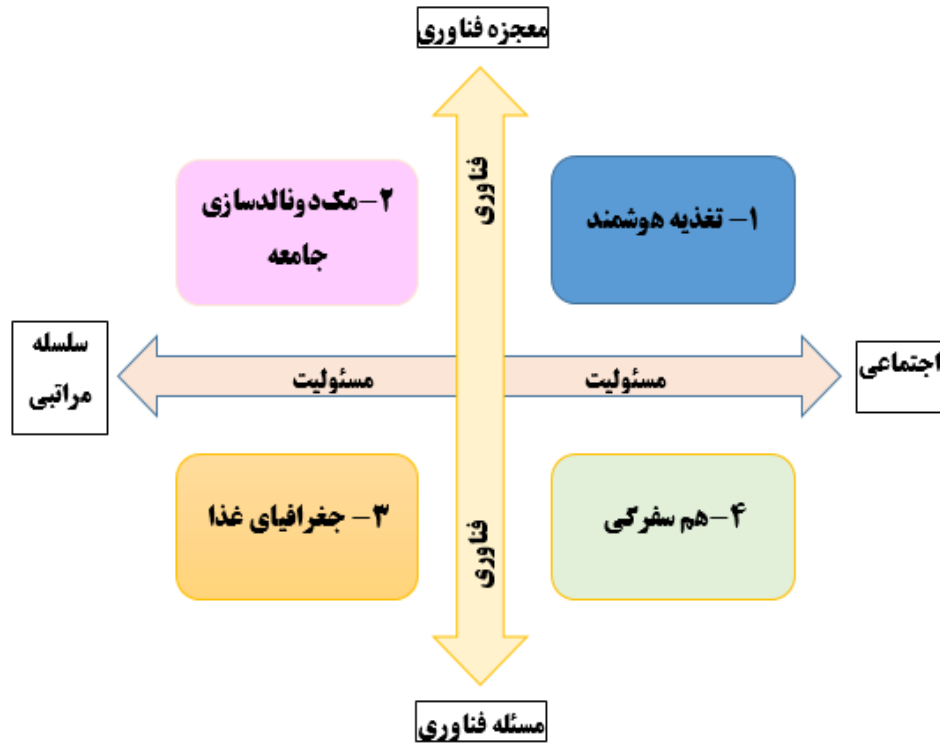 معجزه فناوری
فناوری
۱- تغذیه هوشمند
۲-مک‌دونالدسازی
جامعه
اجتماعی
مسئولیت
مسئولیت
سلسله
مراتبی
۴-هم سفرگی
۳- جغرافیای غذا
فناوری
مسئله فناوری